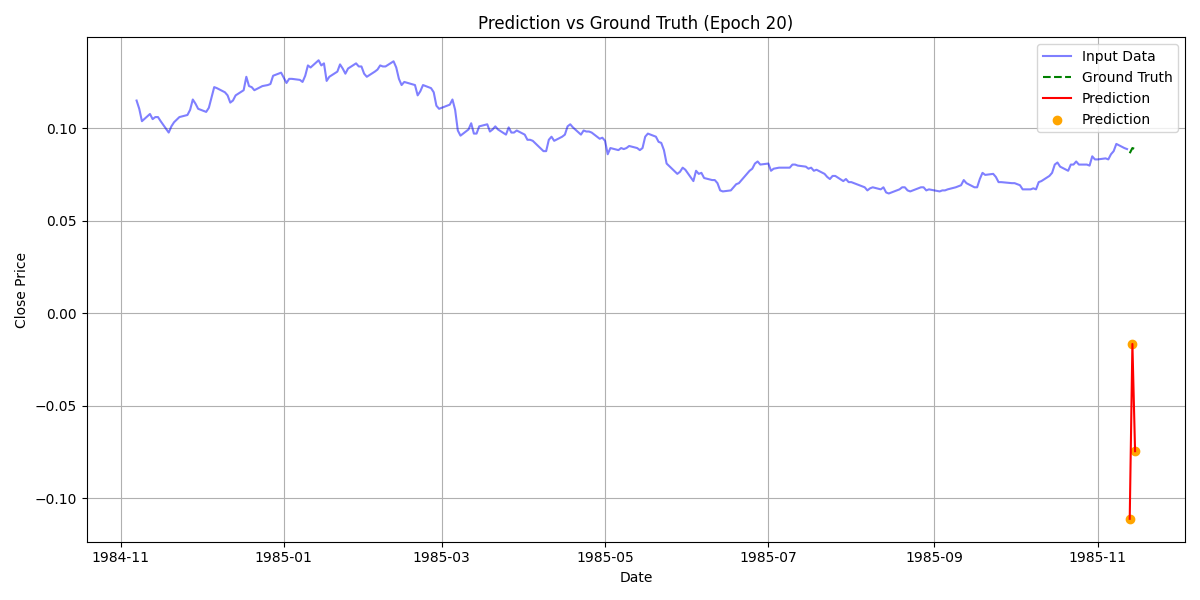 Prediction vs Ground Truth (Epoch 20)
Input Data
Ground Truth
Prediction
Prediction
Close Price
0.10
0.05
0.00
−0.05
−0.10
1984-11
1985-01
1985-03
1985-05
1985-07
1985-09
1985-11
Date